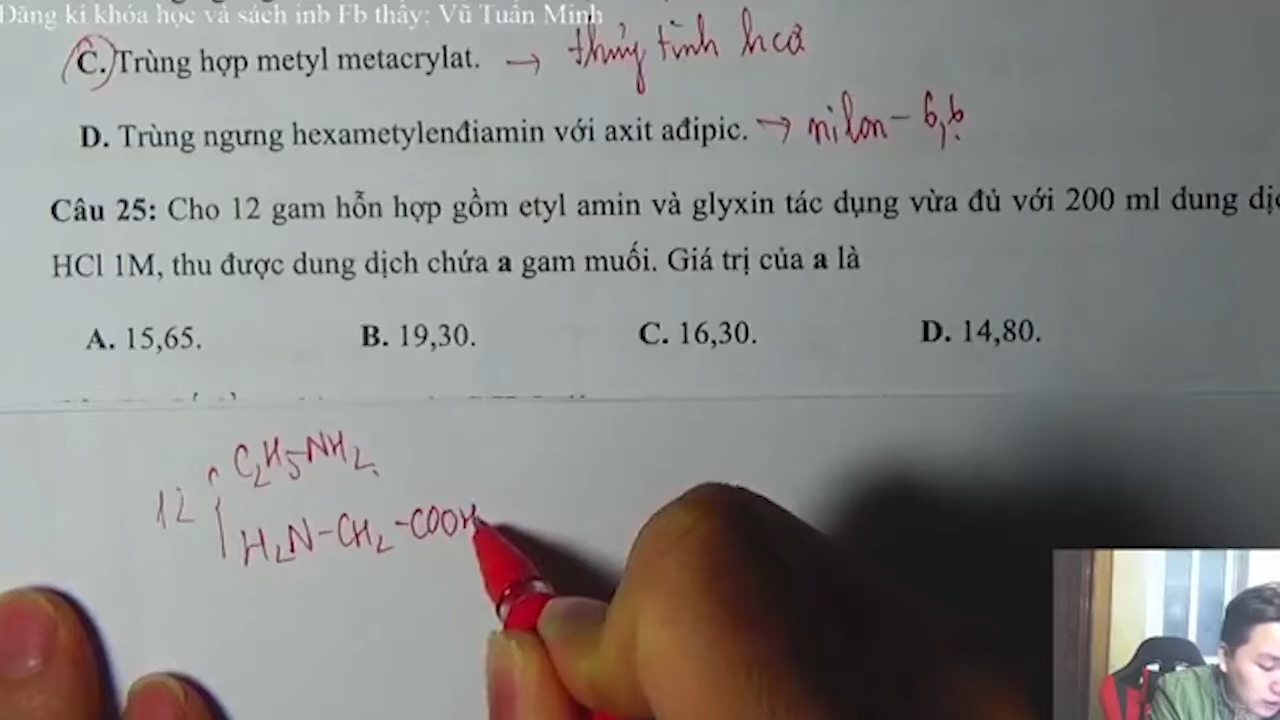 Đăng kí khóa học và sách inb Fb thầy: Vũ Tuấn Minh
C. Trùng hợp metyl metacrylat. → thủy tinh hcơ
D. Trùng ngưng hexametylenđiamin với axit ađipic. → nilon-6,6
Câu 25: Cho 12 gam hỗn hợp gồm etyl amin và glyxin tác dụng vừa đủ với 200 ml dung
HCl 1M, thu được dung dịch chứa a gam muối. Giá trị của a là
A. 15,65. B. 19,30. C. 16,30. D. 14,80.
C₂H₅-NH₂
12
H₂N-CH₂-COOH